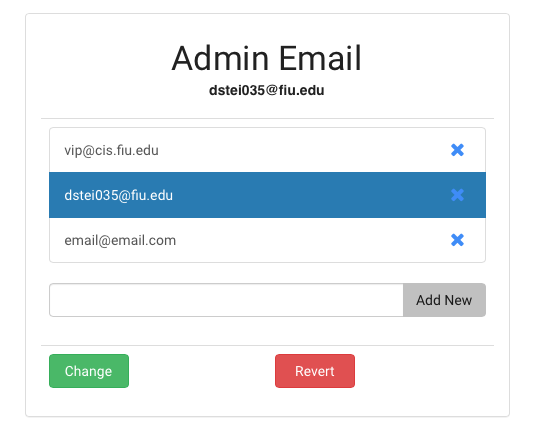 Admin Email
dstei035@fiu.edu
vip@cis.fiu.edu
dstei035@fiu.edu
email@email.com
Add New
Change
Revert